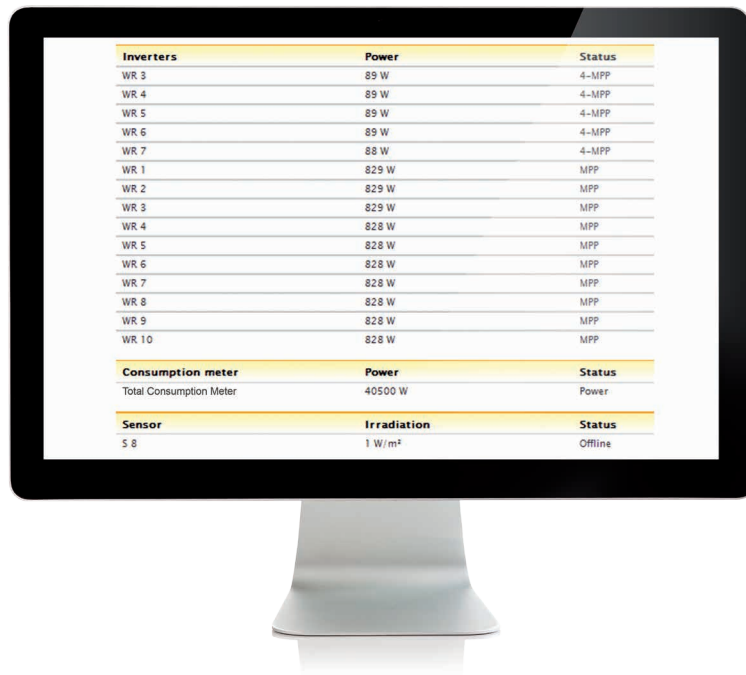 Inverters Power Status
WR 3 89 W 4-MPP
WR 4 89 W 4-MPP
WR 5 89 W 4-MPP
WR 6 89 W 4-MPP
WR 7 88 W 4-MPP
WR 1 829 W MPP
WR 2 829 W MPP
WR 3 829 W MPP
WR 4 828 W MPP
WR 5 828 W MPP
WR 6 828 W MPP
WR 7 828 W MPP
WR 8 828 W MPP
WR 9 828 W MPP
WR 10 828 W MPP
Consumption meter Power Status
Total Consumption Meter 40500 W Power
Sensor Irradiation Status
S 8 1 W/m² Offline